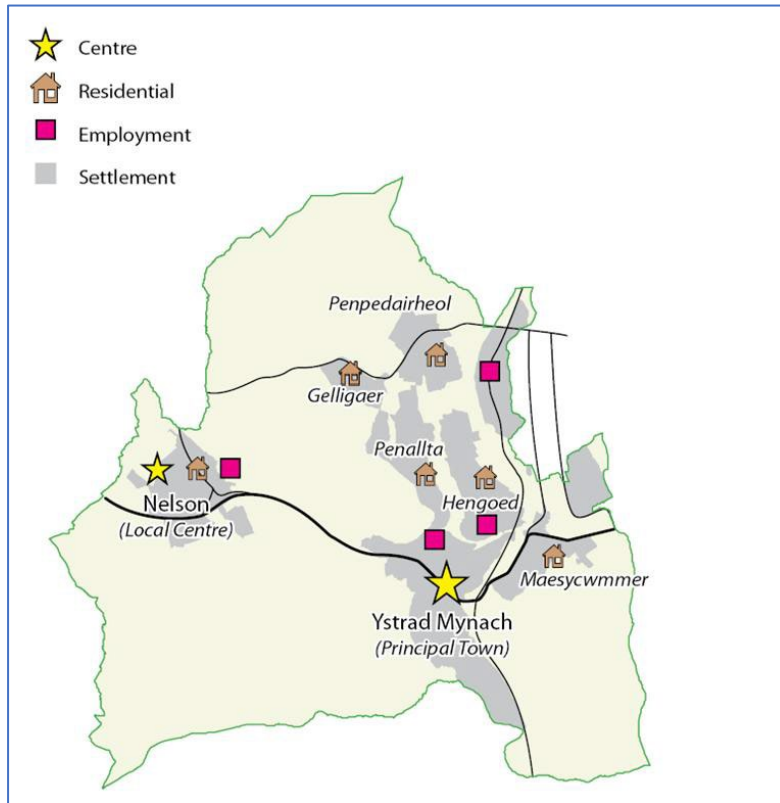 Centre
Residential
Employment
Settlement
Penpedairheol
Gelligaer
Penallta
Hengoed
Nelson
(Local Centre)
Maesycwmmer
Ystrad Mynach
(Principal Town)